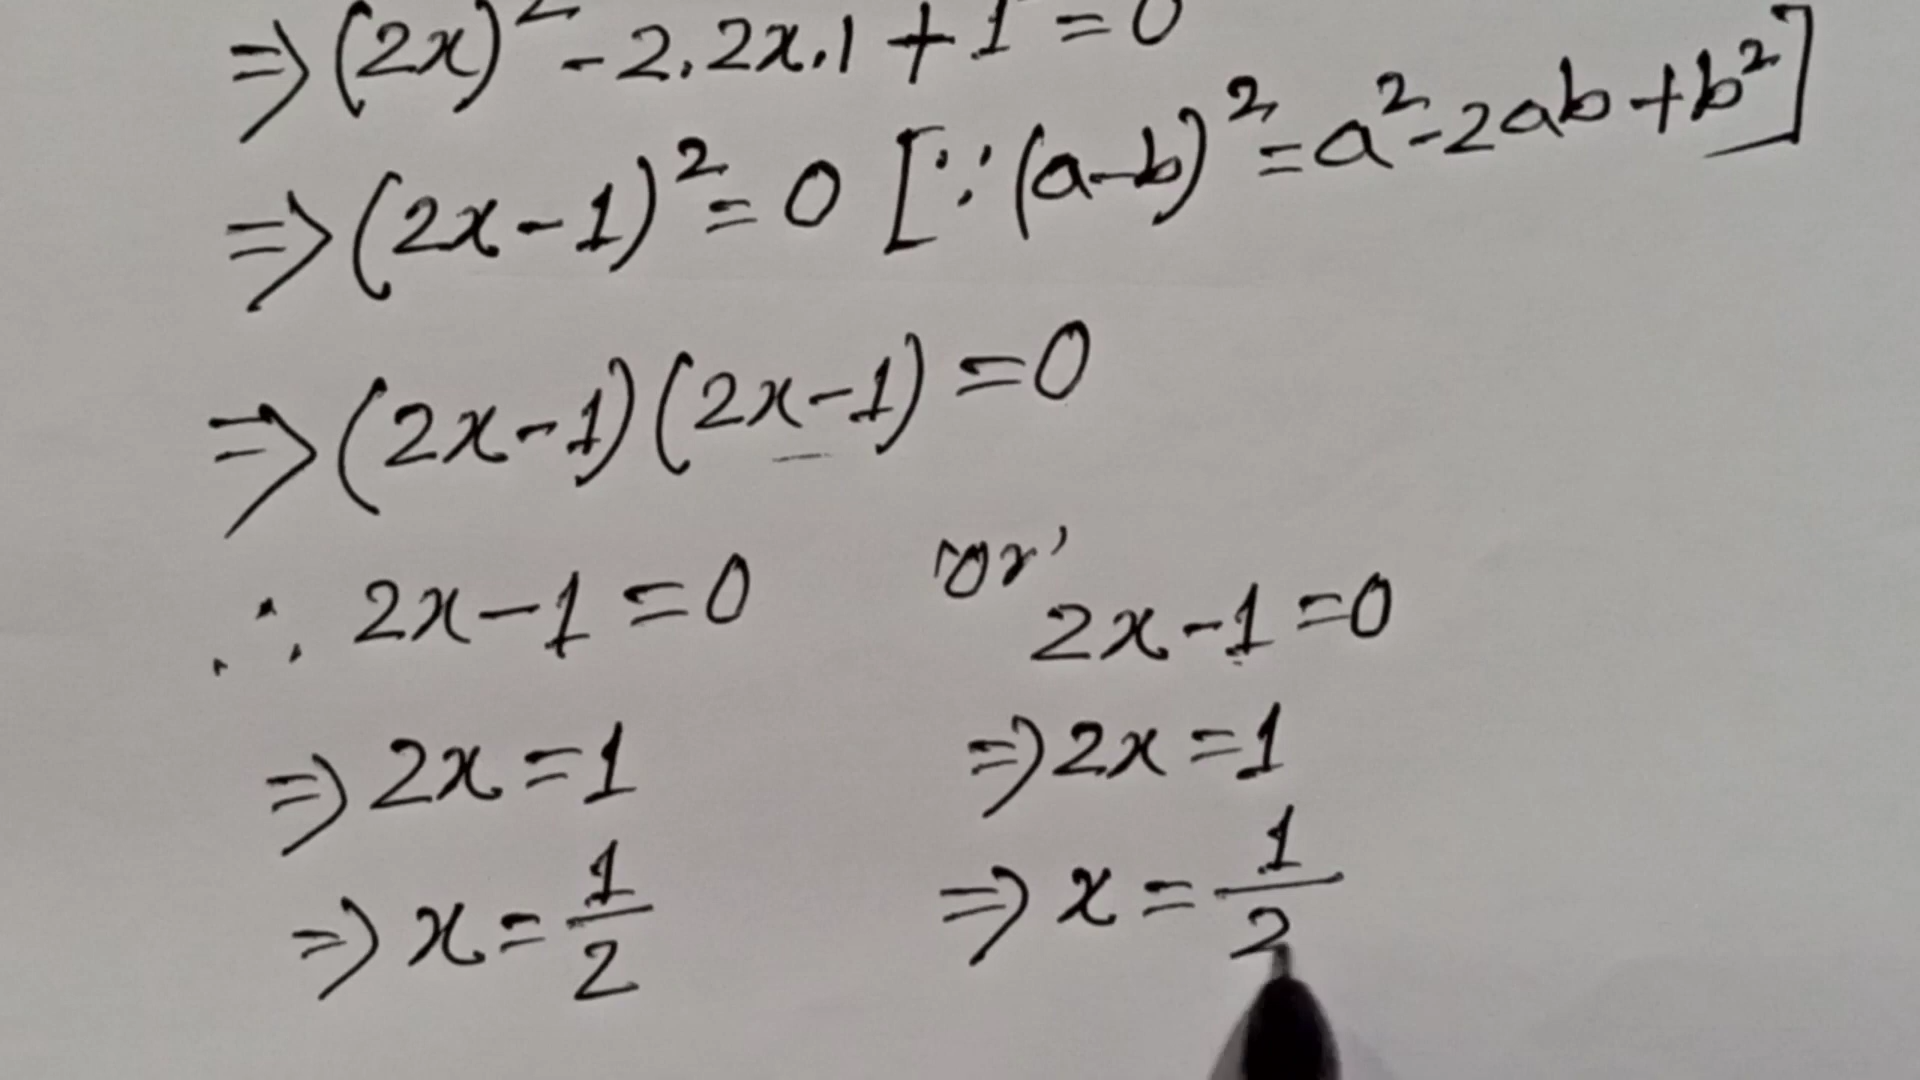 ⇒(2x)² - 2.2x.1 + 1 = 0
⇒(2x-1)² = 0 [∵(a-b)² = a²-2ab+b²]
⇒(2x-1)(2x-1) = 0
∴ 2x-1 = 0 'or' 2x-1 = 0
⇒ 2x = 1 ⇒ 2x = 1
⇒ x = 1/2 ⇒ x = 1/2